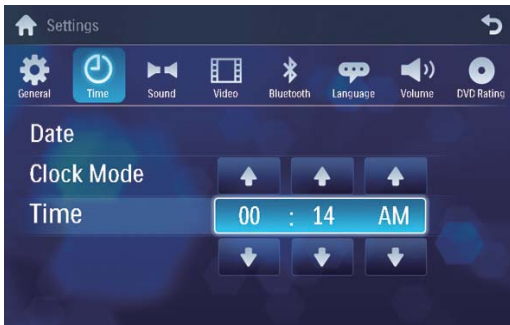 Settings
General Time Sound Video Bluetooth Language Volume DVD Rating
Date
Clock Mode
Time 00 : 14 AM